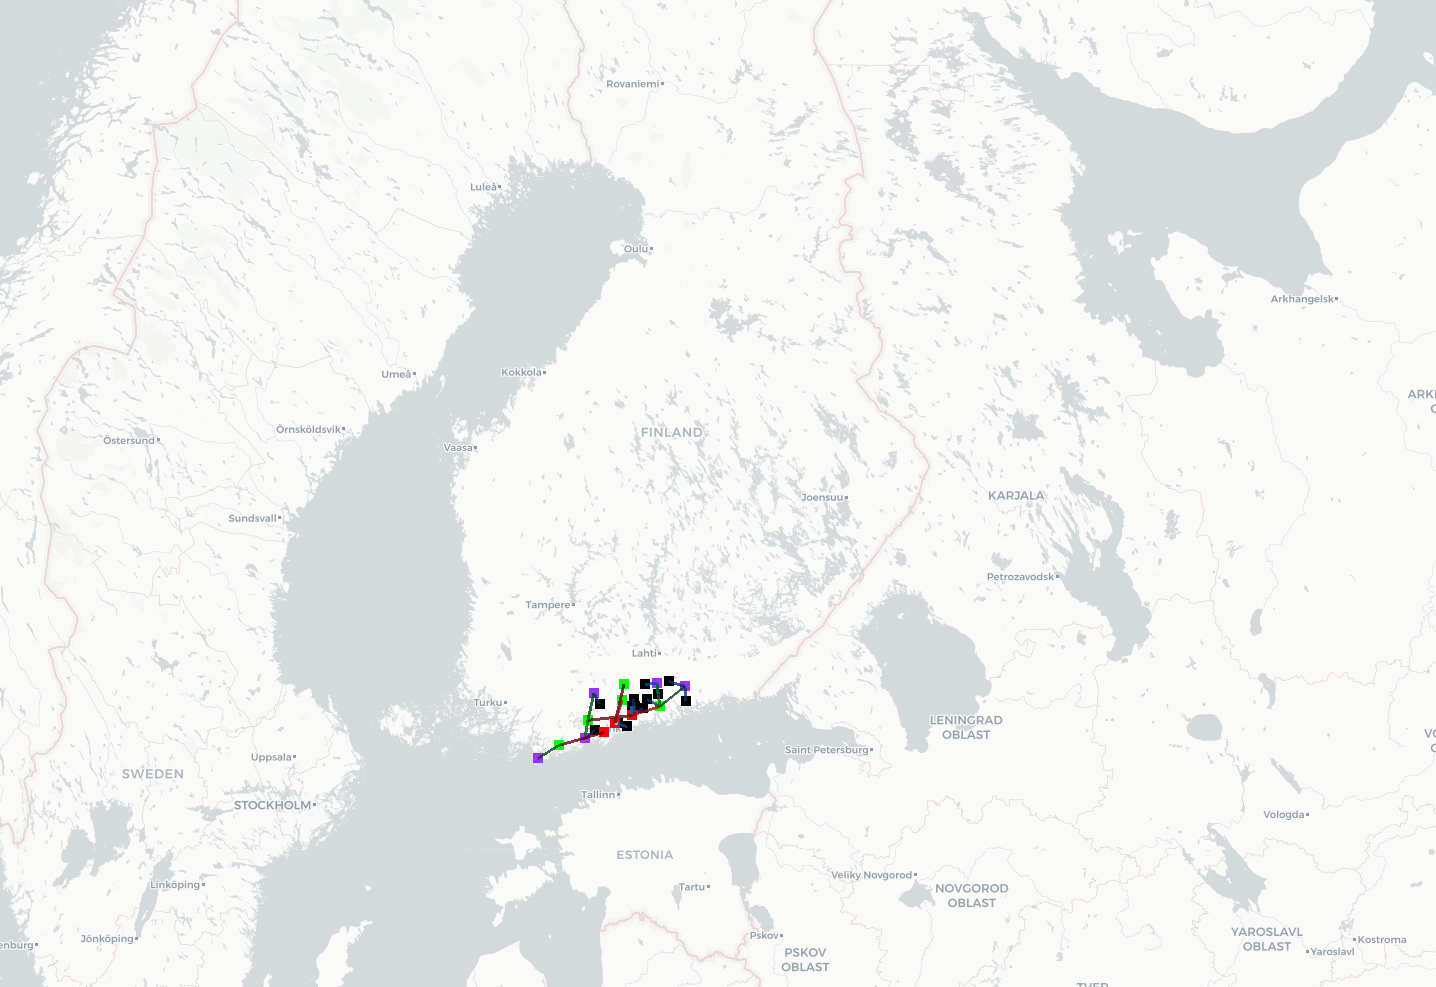 Rovaniemi
Luleå
Oulu
Arkhangelsk
Umeå
Kokkola
Örnsköldsvik
FINLAND
Östersund
Vaasa
KARJALA
Joensuu
Sundsvall
Petrozavodsk
Tampere
Lahti
Turku
LENINGRAD
OBLAST
Saint Petersburg
Uppsala
SWEDEN
Tallinn
STOCKHOLM
Vologda
ESTONIA
Veliky Novgorod
Linköping
Tartu
NOVGOROD
OBLAST
Jönköping
Pskov
YAROSLAVL
OBLAST
Kostroma
enburg
PSKOV
OBLAST
Yaroslavl